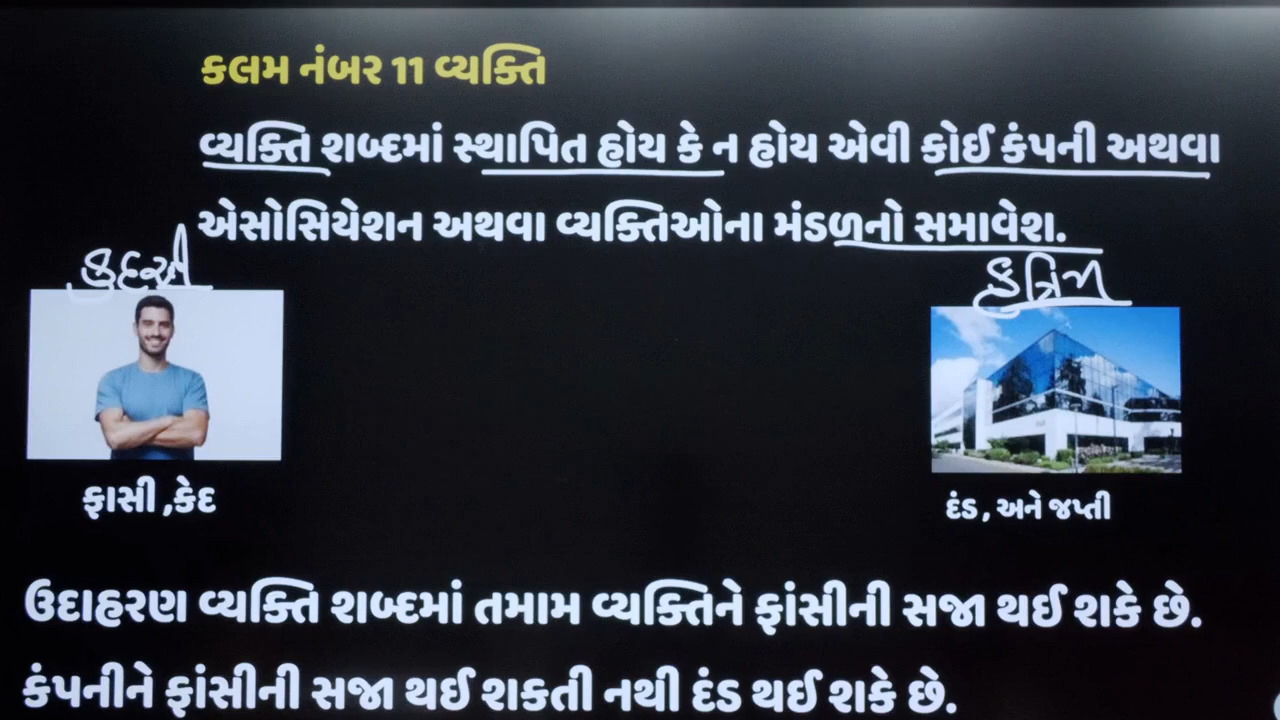 કલમ નંબર 11 વ્યક્તિ
વ્યક્તિ શબ્દમાં સ્થાપિત હોય કે ન હોય એવી કોઈ કંપની અથવા
એસોસિયેશન અથવા વ્યક્તિઓના મંડળનો સમાવેશ.
કુદરતી
કૃત્રિમ
ફાસી ,કેદ
દંડ , અને જપ્તી
ઉદાહરણ વ્યક્તિ શબ્દમાં તમામ વ્યક્તિને ફાંસીની સજા થઈ શકે છે.
કંપનીને ફાંસીની સજા થઈ શકતી નથી દંડ થઈ શકે છે.